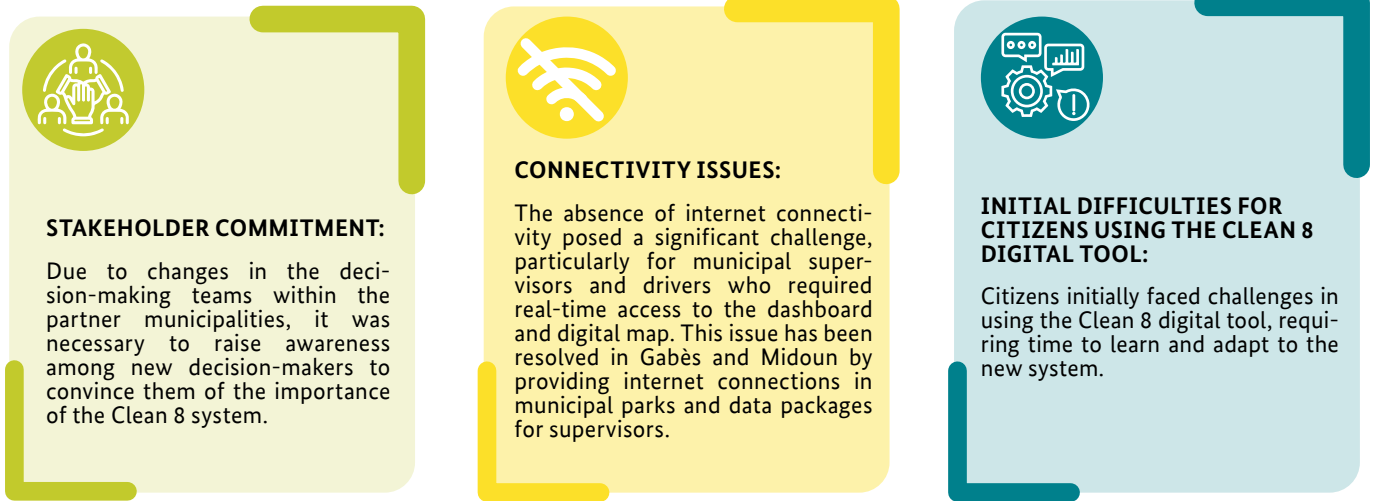 STAKEHOLDER COMMITMENT:
Due to changes in the deci-
sion-making teams within the
partner municipalities, it was
necessary to raise awareness
among new decision-makers to
convince them of the importance
of the Clean 8 system.
CONNECTIVITY ISSUES:
The absence of internet connecti-
vity posed a significant challenge,
particularly for municipal super-
visors and drivers who required
real-time access to the dashboard
and digital map. This issue has been
resolved in Gabès and Midoun by
providing internet connections in
municipal parks and data packages
for supervisors.
INITIAL DIFFICULTIES FOR
CITIZENS USING THE CLEAN 8
DIGITAL TOOL:
Citizens initially faced challenges in
using the Clean 8 digital tool, requi-
ring time to learn and adapt to the
new system.